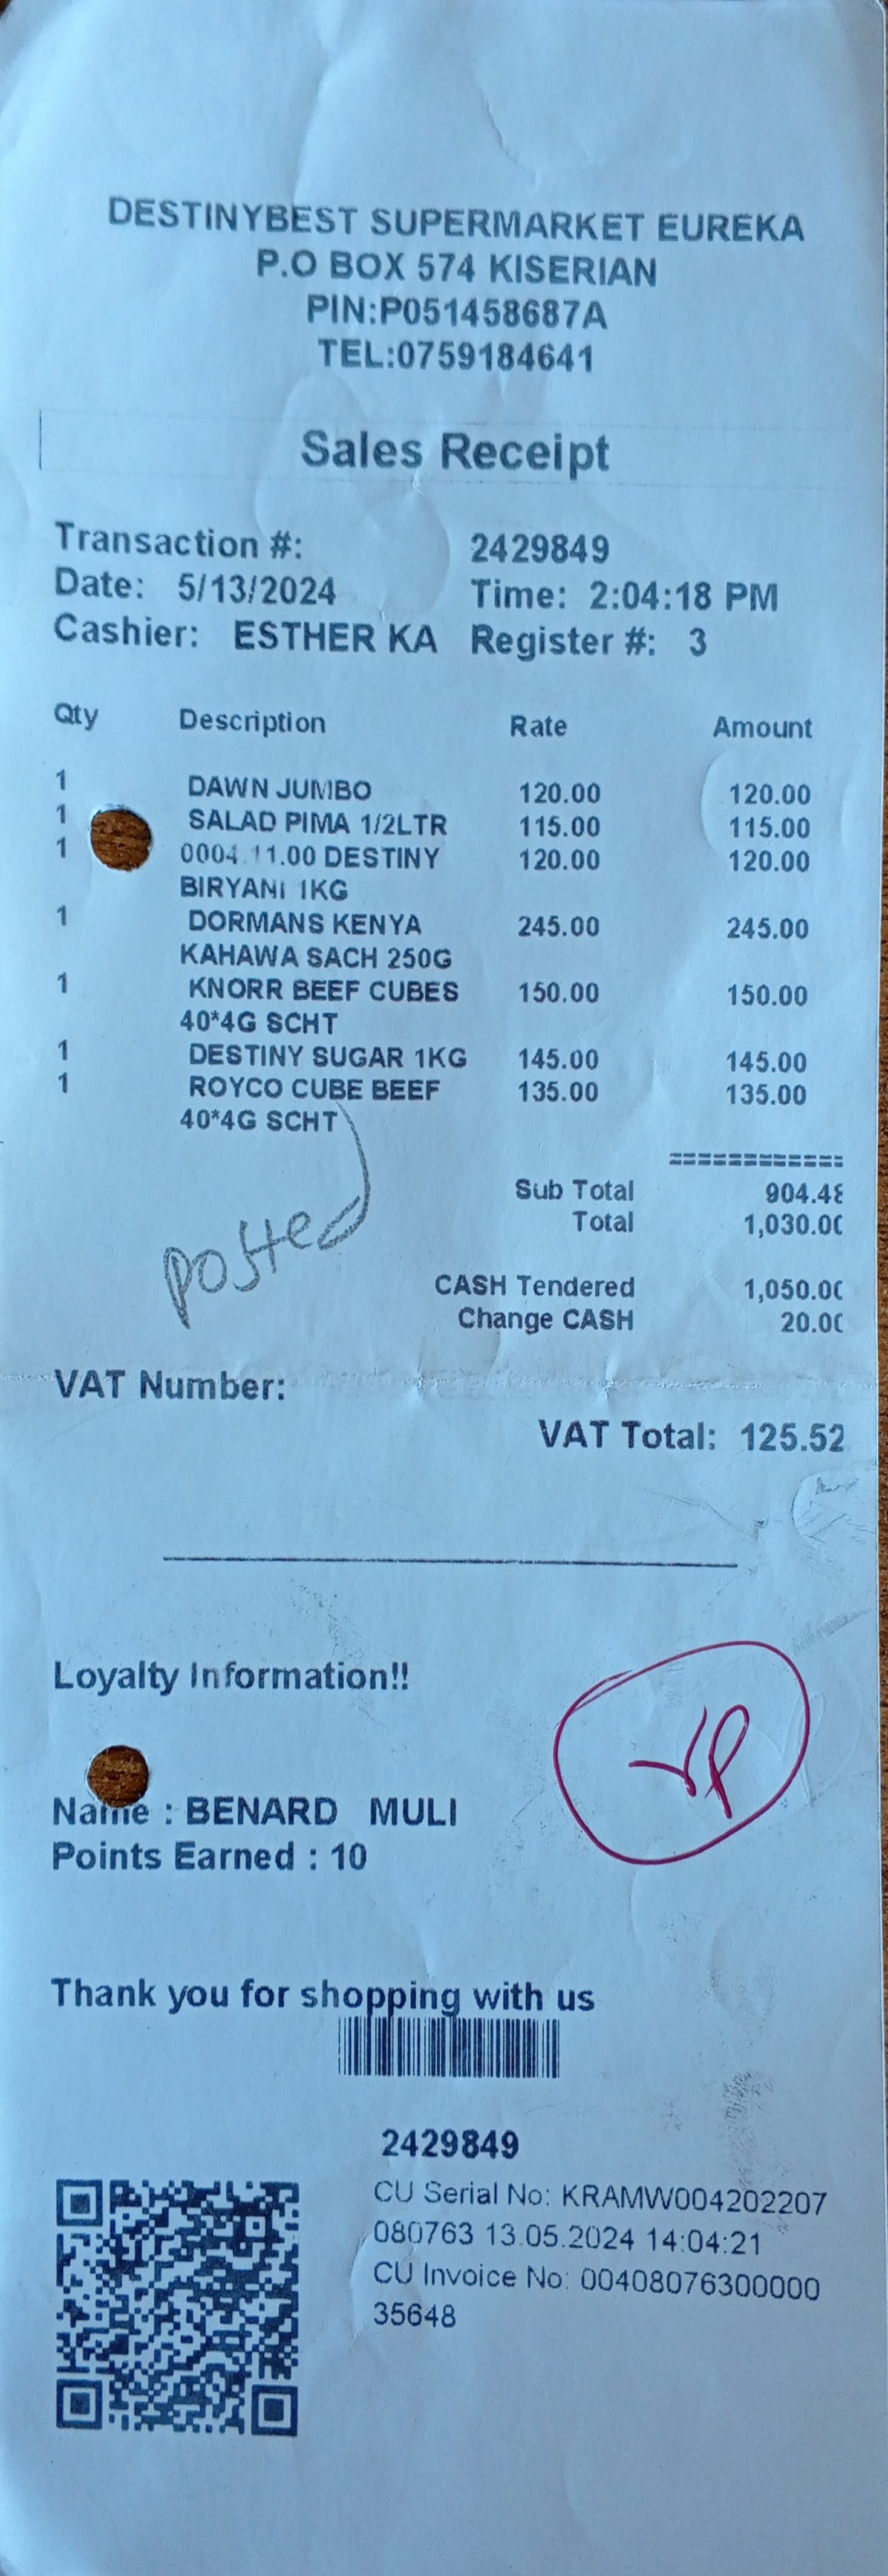 DESTINYBEST SUPERMARKET EUREKA
P.O BOX 574 KISERIAN
PIN:P051458687A
TEL:0759184641
Sales Receipt
Transaction #: 2429849
Date: 5/13/2024 Time: 2:04:18 PM
Cashier: ESTHER KA Register #: 3
Qty Description Rate Amount
1 DAWN JUMBO 120.00 120.00
1 SALAD PIMA 1/2LTR 115.00 115.00
1 DESTINY 120.00 120.00
BIRYANI 1KG
1 DORMANS KENYA 245.00 245.00
KAHAWA SACH 250G
1 KNORR BEEF CUBES 150.00 150.00
40*4G SCHT
1 DESTINY SUGAR 1KG 145.00 145.00
1 ROYCO CUBE BEEF 135.00 135.00
40*4G SCHT
============
Sub Total 904.48
Total 1,030.00
posted
CASH Tendered 1,050.00
Change CASH 20.00
VAT Number:
VAT Total: 125.52
Loyalty Information!!
Name : BENARD MULI
Points Earned : 10
Thank you for shopping with us
2429849
CU Serial No: KRAMW004202207
080763 13.05.2024 14:04:21
CU Invoice No: 00408076300000
35648